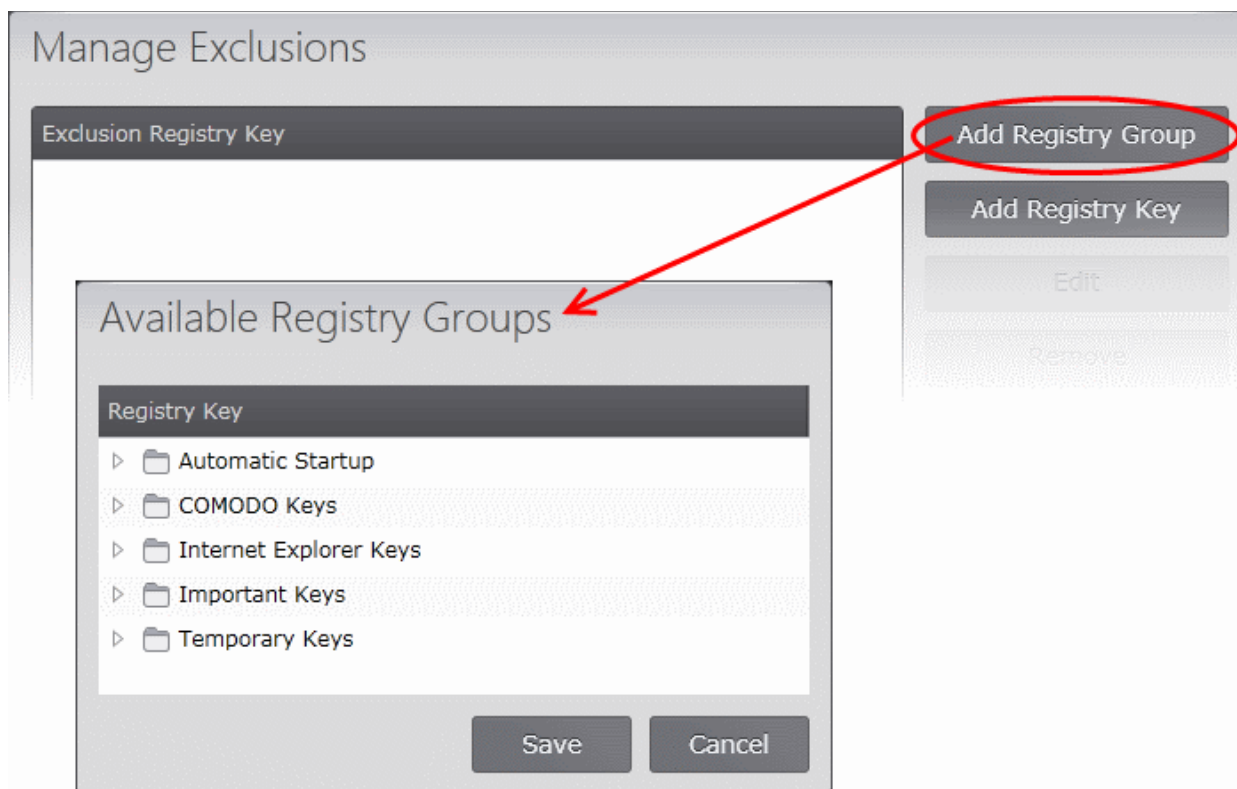 Manage Exclusions
Exclusion Registry Key
Add Registry Group
Add Registry Key
Edit
Remove
Available Registry Groups
Registry Key
Automatic Startup
COMODO Keys
Internet Explorer Keys
Important Keys
Temporary Keys
Save
Cancel